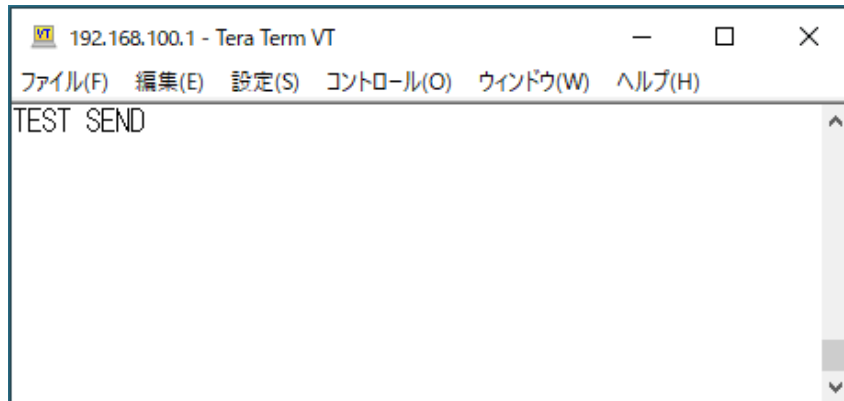 192.168.100.1 - Tera Term VT
ファイル(F) 編集(E) 設定(S) コントロール(O) ウィンドウ(W) ヘルプ(H)
TEST SEND